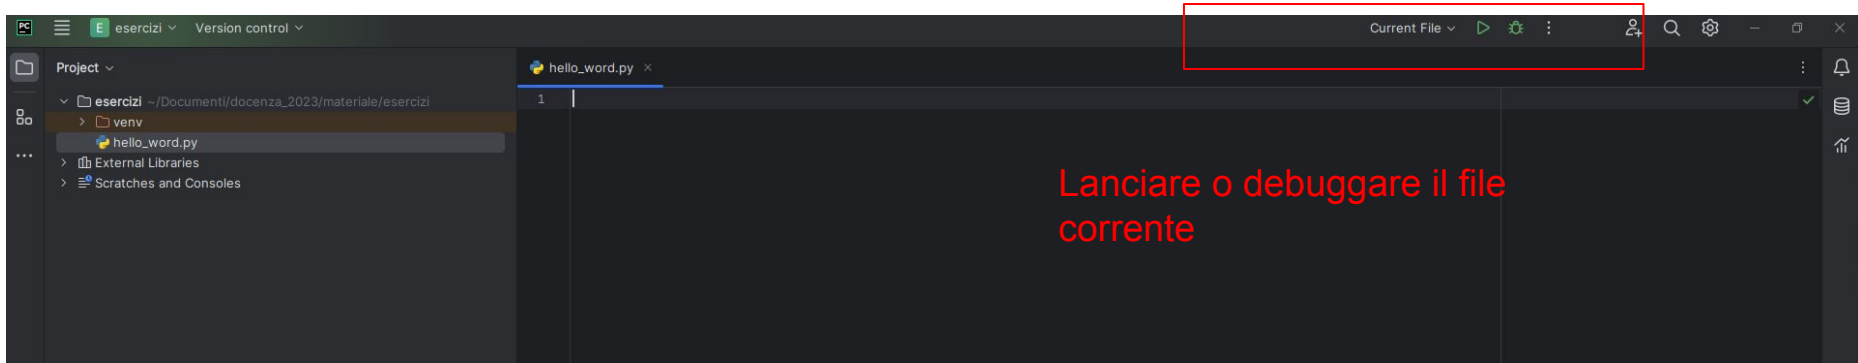 PC E esercizi Version control Current File
Project hello_word.py
esercizi ~/Documenti/docenza_2023/materiale/esercizi 1
venv
hello_word.py
External Libraries
Scratches and Consoles
Lanciare o debuggare il file
corrente